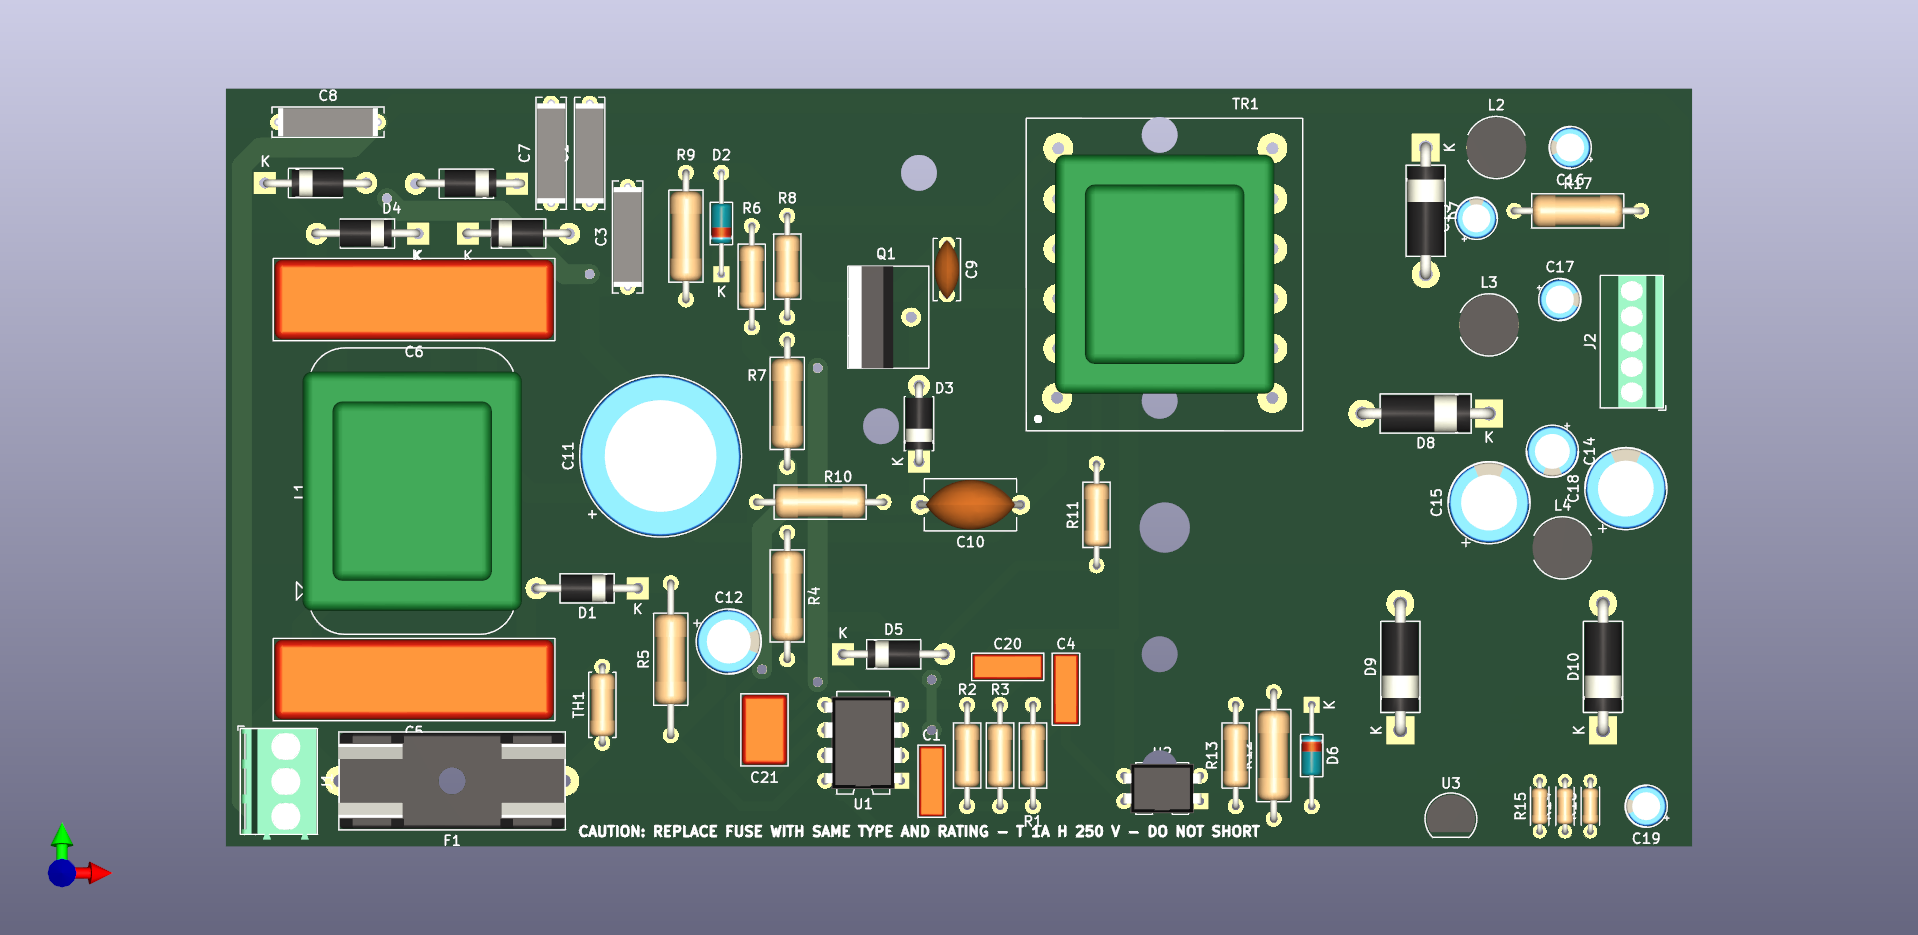 C8
TR1
L2
K
C7
R9
D2
K
C16
R17
D4
R6
R8
C3
K
K
K
Q1
C9
C17
L3
J2
C6
R7
D3
K
D8
K
C11
R10
C14
C15
C18
L4
R11
C10
D1
K
C12
R4
R5
K
D5
C20
C4
D9
D10
K
K
TH1
R2
R3
K
C1
R13
D6
C21
U1
U3
R15
R1
F1
C19
CAUTION: REPLACE FUSE WITH SAME TYPE AND RATING – T 1A H 250 V – DO NOT SHORT